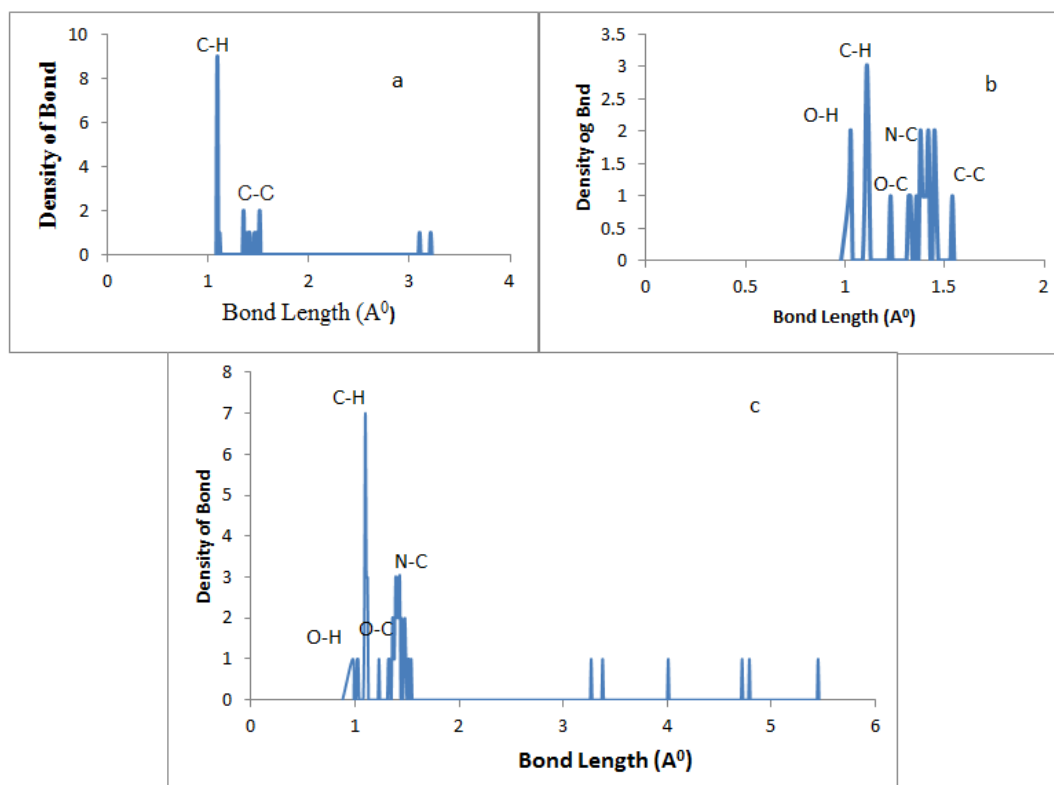 Density of Bond
10
8
6
4
2
0
C-H
C-C
a
0 1 2 3 4
Bond Length (A⁰)
Density og Bnd
3.5
3
2.5
2
1.5
1
0.5
0
C-H
b
O-H
N-C
O-C
C-C
0 0.5 1 1.5 2
Bond Length (A⁰)
Density of Bond
8
7
6
5
4
3
2
1
0
C-H
c
N-C
O-H
O-C
0 1 2 3 4 5 6
Bond Length (A⁰)